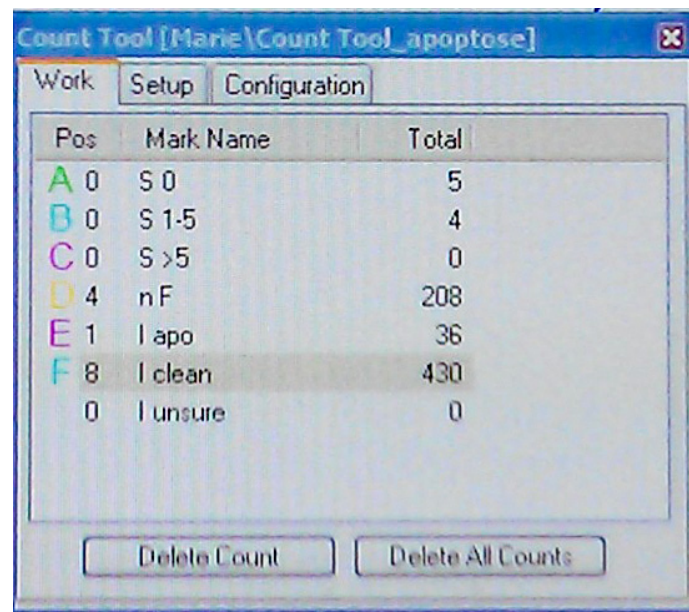 Count Tool [Marie\Count Tool_apoptose]
Work Setup Configuration
Pos Mark Name Total
A 0 S 0 5
B 0 S 1-5 4
C 0 S >5 0
D 4 n F 208
E 1 I apo 36
F 8 I clean 430
0 I unsure 0
Delete Count Delete All Counts